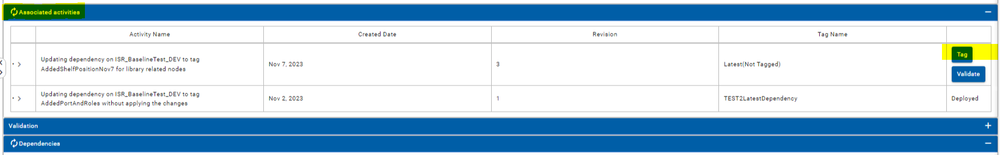 Associated activities
Activity Name Created Date Revision Tag Name
Updating dependency on ISR_BaselineTest_DEV to tag
AddedShelfPositionNov7 for library related nodes
Nov 7, 2023
3
Latest(Not Tagged)
Tag
Validate
Updating dependency on ISR_BaselineTest_DEV to tag
AddedPortAndRoles without applying the changes
Nov 2, 2023
1
TEST2LatestDependency
Deployed
Validation
Dependencies